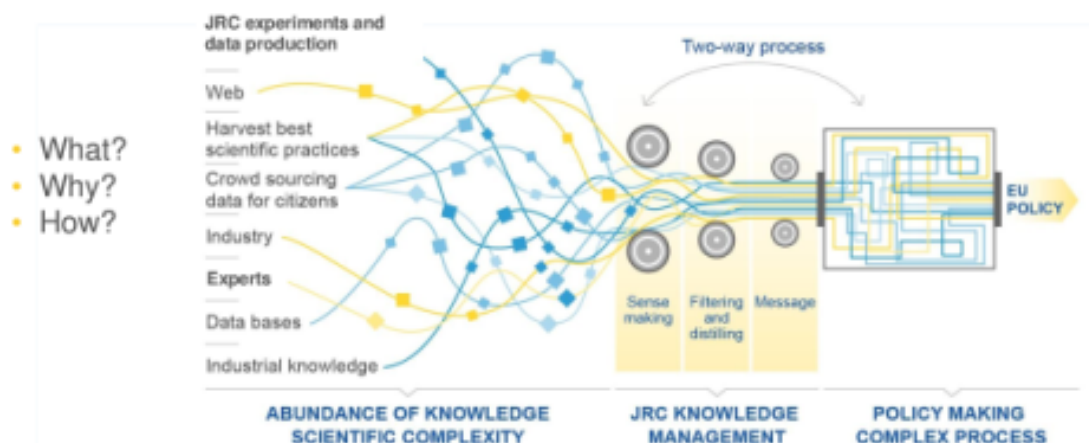 • What?
• Why?
• How?
JRC experiments and
data production
Web
Harvest best
scientific practices
Crowd sourcing
data for citizens
Industry
Experts
Data bases
Industrial knowledge
Two-way process
Sense
making
Filtering
and
distilling
Message
EU
POLICY
ABUNDANCE OF KNOWLEDGE
SCIENTIFIC COMPLEXITY
JRC KNOWLEDGE
MANAGEMENT
POLICY MAKING
COMPLEX PROCESS